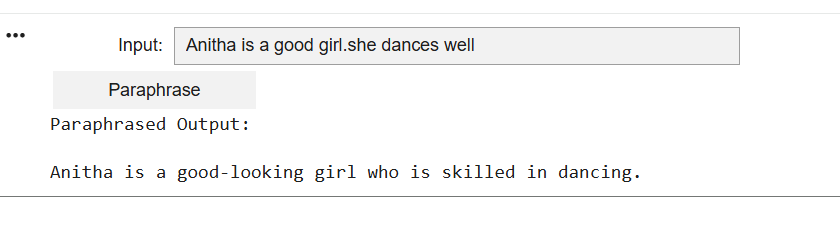 Input: Anitha is a good girl.she dances well
Paraphrase
Paraphrased Output:
Anitha is a good-looking girl who is skilled in dancing.